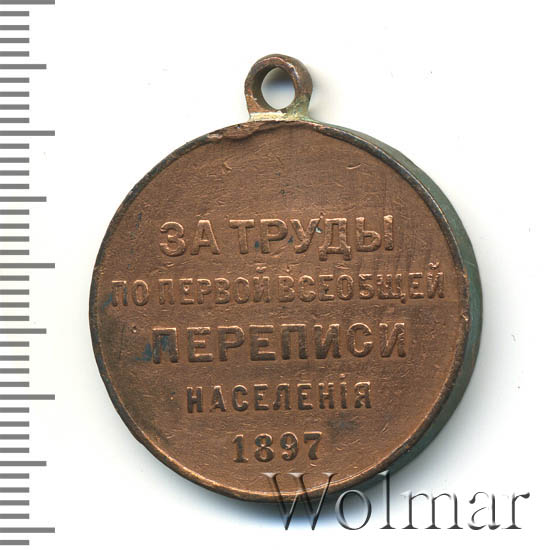 ЗА ТРУДЫ
ПО ПЕРВОЙ ВСЕОБЩЕЙ
ПЕРЕПИСИ
НАСЕЛЕНІЯ
1897
Wolmar